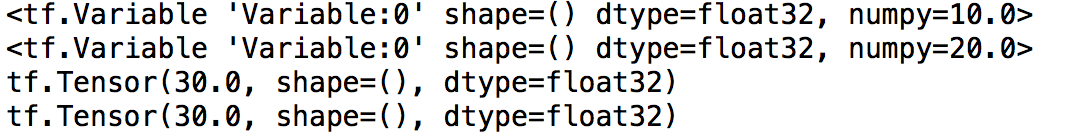 <tf.Variable 'Variable:0' shape=() dtype=float32, numpy=10.0>
<tf.Variable 'Variable:0' shape=() dtype=float32, numpy=20.0>
tf.Tensor(30.0, shape=(), dtype=float32)
tf.Tensor(30.0, shape=(), dtype=float32)